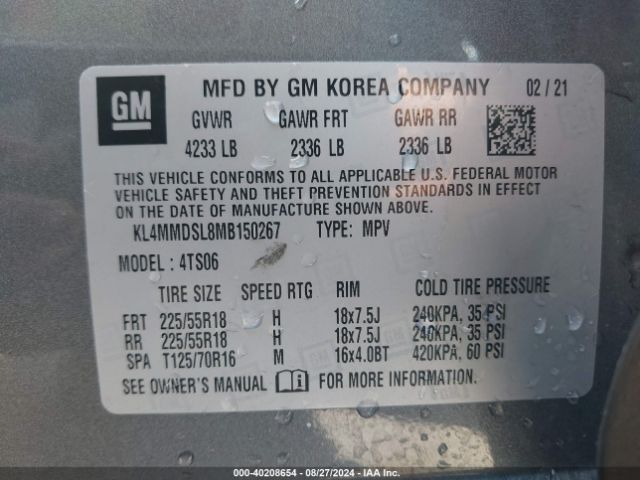 GM
MFD BY GM KOREA COMPANY 02 / 21
GVWR GAWR FRT GAWR RR
4233 LB 2336 LB 2336 LB
THIS VEHICLE CONFORMS TO ALL APPLICABLE U.S. FEDERAL MOTOR
VEHICLE SAFETY AND THEFT PREVENTION STANDARDS IN EFFECT
ON THE DATE OF MANUFACTURE SHOWN ABOVE.
KL4MMDSL8MB150267 TYPE: MPV
MODEL : 4TS06
TIRE SIZE SPEED RTG RIM COLD TIRE PRESSURE
FRT 225/55R18 H 18x7.5J 240KPA, 35 PSI
RR 225/55R18 H 18x7.5J 240KPA, 35 PSI
SPA T125/70R16 M 16x4.0BT 420KPA, 60 PSI
SEE OWNER'S MANUAL FOR MORE INFORMATION.
000-40208654 - 08/27/2024 - IAA Inc.